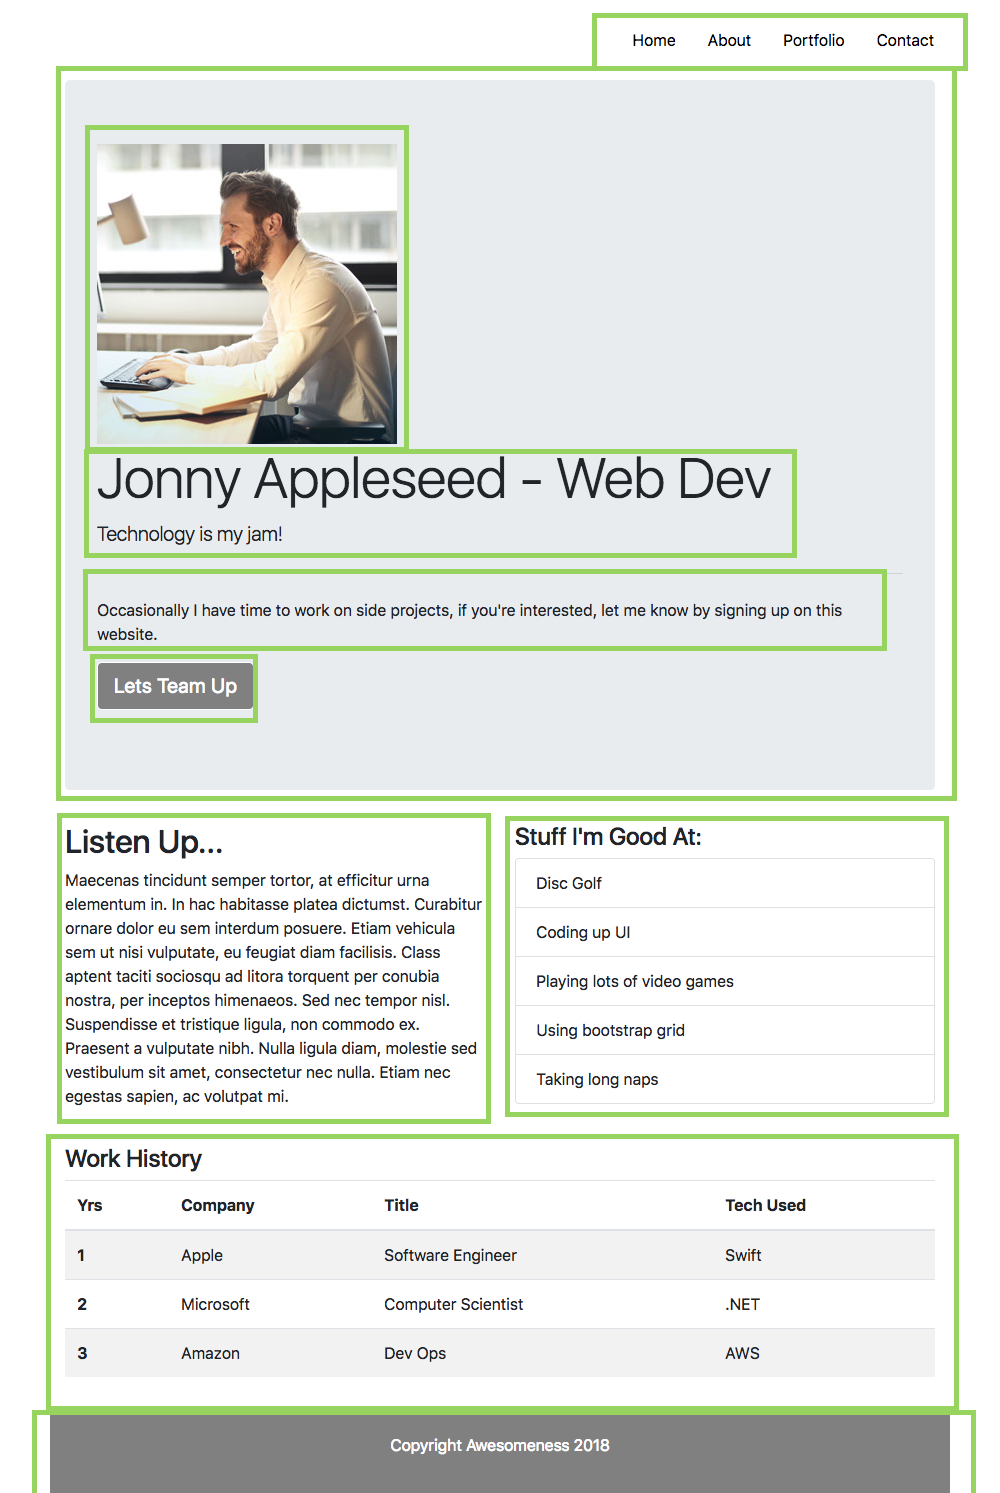 Home About Portfolio Contact
Jonny Appleseed - Web Dev
Technology is my jam!
Occasionally I have time to work on side projects, if you're interested, let me know by signing up on this
website.
Lets Team Up
Listen Up...
Maecenas tincidunt semper tortor, at efficitur urna
elementum in. In hac habitasse platea dictumst. Curabitur
ornare dolor eu sem interdum posuere. Etiam vehicula
sem ut nisi vulputate, eu feugiat diam facilisis. Class
aptent taciti sociosqu ad litora torquent per conubia
nostra, per inceptos himenaeos. Sed nec tempor nisl.
Suspendisse et tristique ligula, non commodo ex.
Praesent a vulputate nibh. Nulla ligula diam, molestie sed
vestibulum sit amet, consectetur nec nulla. Etiam nec
egestas sapien, ac volutpat mi.
Stuff I'm Good At:
Disc Golf
Coding up UI
Playing lots of video games
Using bootstrap grid
Taking long naps
Work History
Yrs Company Title Tech Used
1 Apple Software Engineer Swift
2 Microsoft Computer Scientist .NET
3 Amazon Dev Ops AWS
Copyright Awesomeness 2018